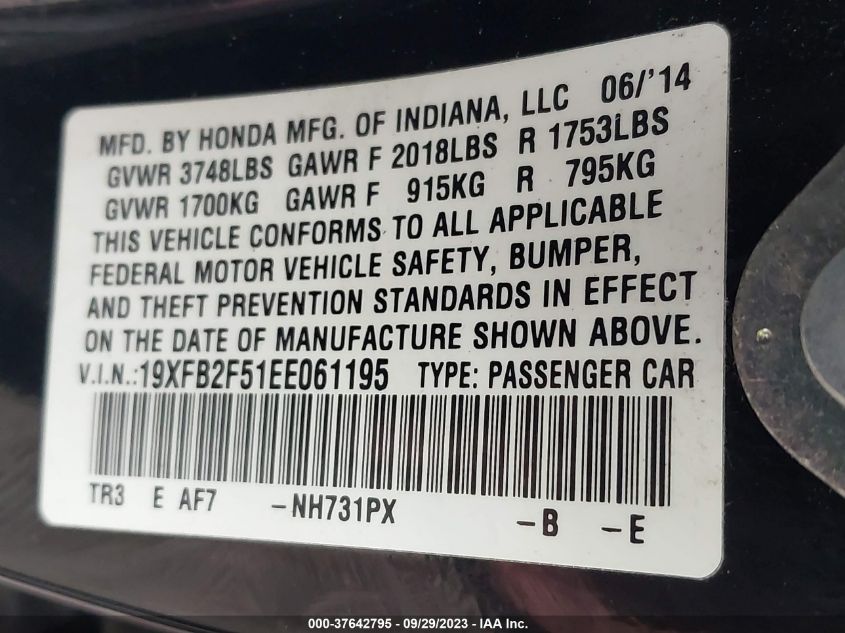 MFD. BY HONDA MFG. OF INDIANA, LLC 06/'14
GVWR 3748LBS GAWR F 2018LBS R 1753LBS
GVWR 1700KG GAWR F 915KG R 795KG
THIS VEHICLE CONFORMS TO ALL APPLICABLE
FEDERAL MOTOR VEHICLE SAFETY, BUMPER,
AND THEFT PREVENTION STANDARDS IN EFFECT
ON THE DATE OF MANUFACTURE SHOWN ABOVE.
V.I.N.:19XFB2F51EE061195 TYPE: PASSENGER CAR
TR3 E AF7 -NH731PX -B -E
000-37642795 - 09/29/2023 - IAA Inc.